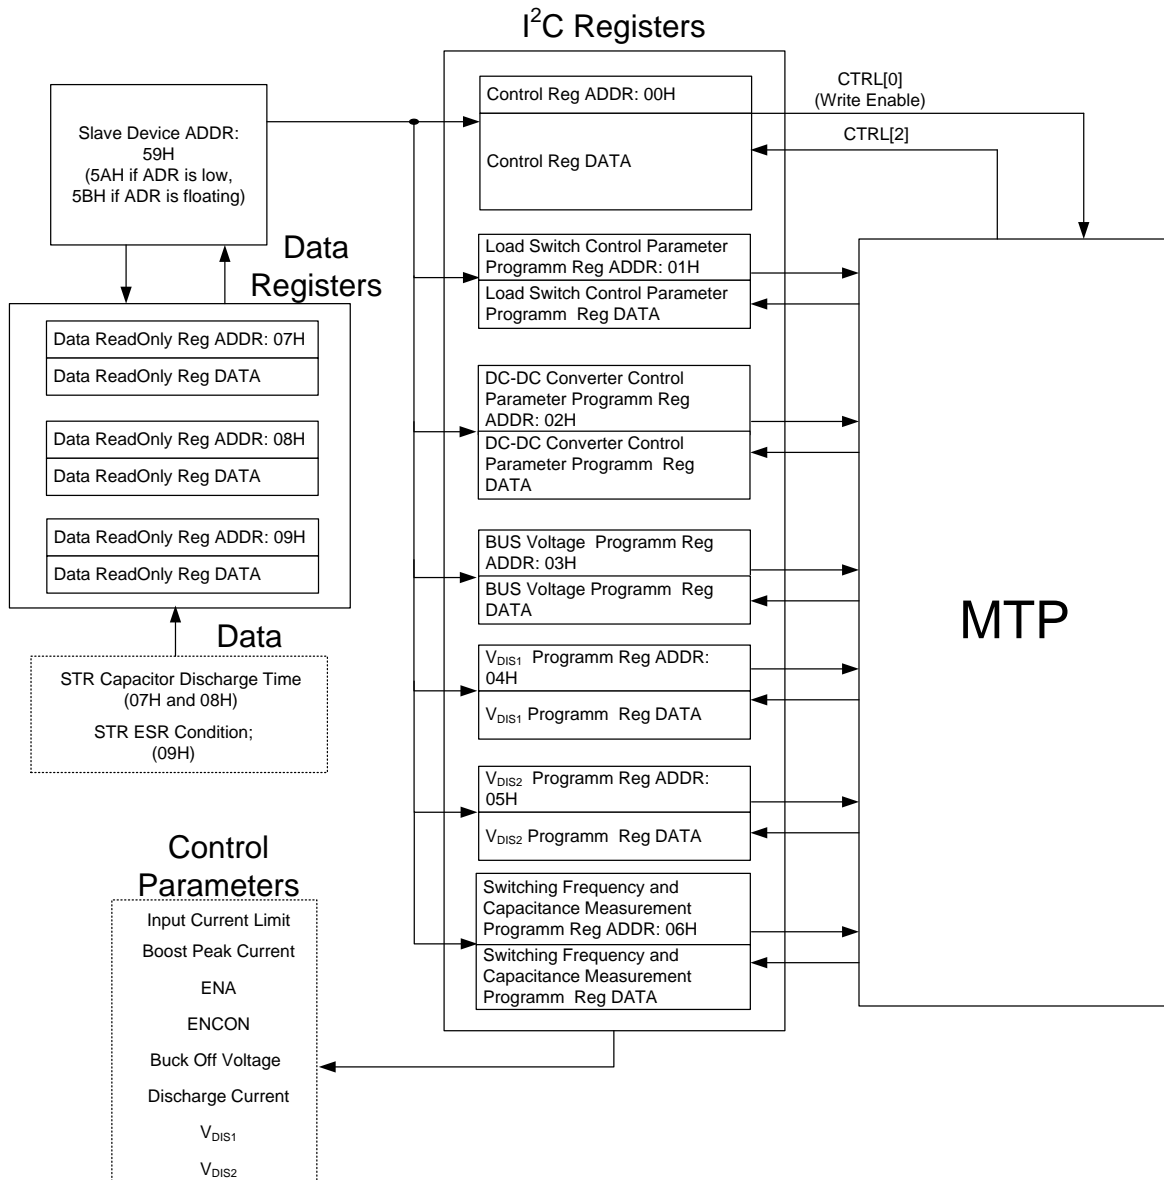 I²C Registers
Slave Device ADDR:
59H
(5AH if ADR is low,
5BH if ADR is floating)
Data
Registers
Data ReadOnly Reg ADDR: 07H
Data ReadOnly Reg DATA
Data ReadOnly Reg ADDR: 08H
Data ReadOnly Reg DATA
Data ReadOnly Reg ADDR: 09H
Data ReadOnly Reg DATA
Data
STR Capacitor Discharge Time
(07H and 08H)
STR ESR Condition;
(09H)
Control
Parameters
Input Current Limit
Boost Peak Current
ENA
ENCON
Buck Off Voltage
Discharge Current
VDIS1
VDIS2
Control Reg ADDR: 00H
Control Reg DATA
Load Switch Control Parameter
Programm Reg ADDR: 01H
Load Switch Control Parameter
Programm Reg DATA
DC-DC Converter Control
Parameter Programm Reg
ADDR: 02H
DC-DC Converter Control
Parameter Programm Reg
DATA
BUS Voltage Programm Reg
ADDR: 03H
BUS Voltage Programm Reg
DATA
VDIS1 Programm Reg ADDR:
04H
VDIS1 Programm Reg DATA
VDIS2 Programm Reg ADDR:
05H
VDIS2 Programm Reg DATA
Switching Frequency and
Capacitance Measurement
Programm Reg ADDR: 06H
Switching Frequency and
Capacitance Measurement
Programm Reg DATA
CTRL[0]
(Write Enable)
CTRL[2]
MTP